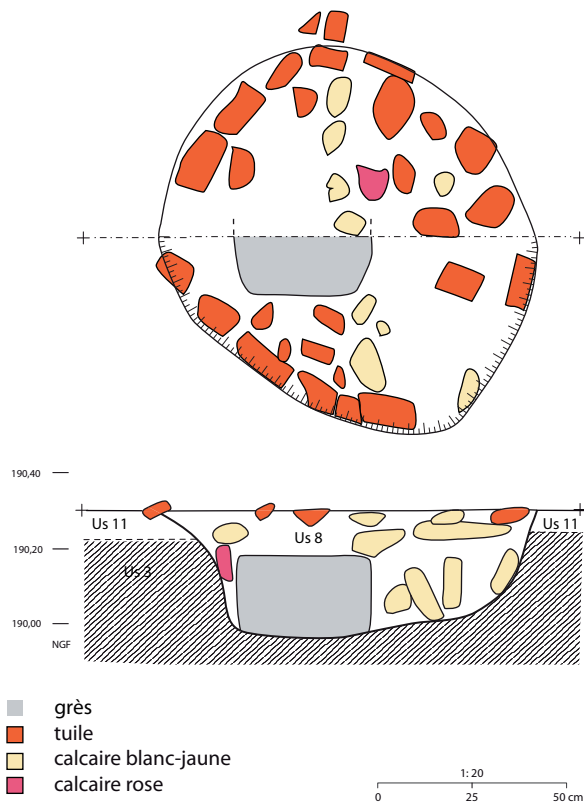 190,40
Us 11
Us 8
Us 11
190,20
Us 3
190,00
NGF
grès
tuile
calcaire blanc-jaune
calcaire rose
1: 20
0 25 50 cm